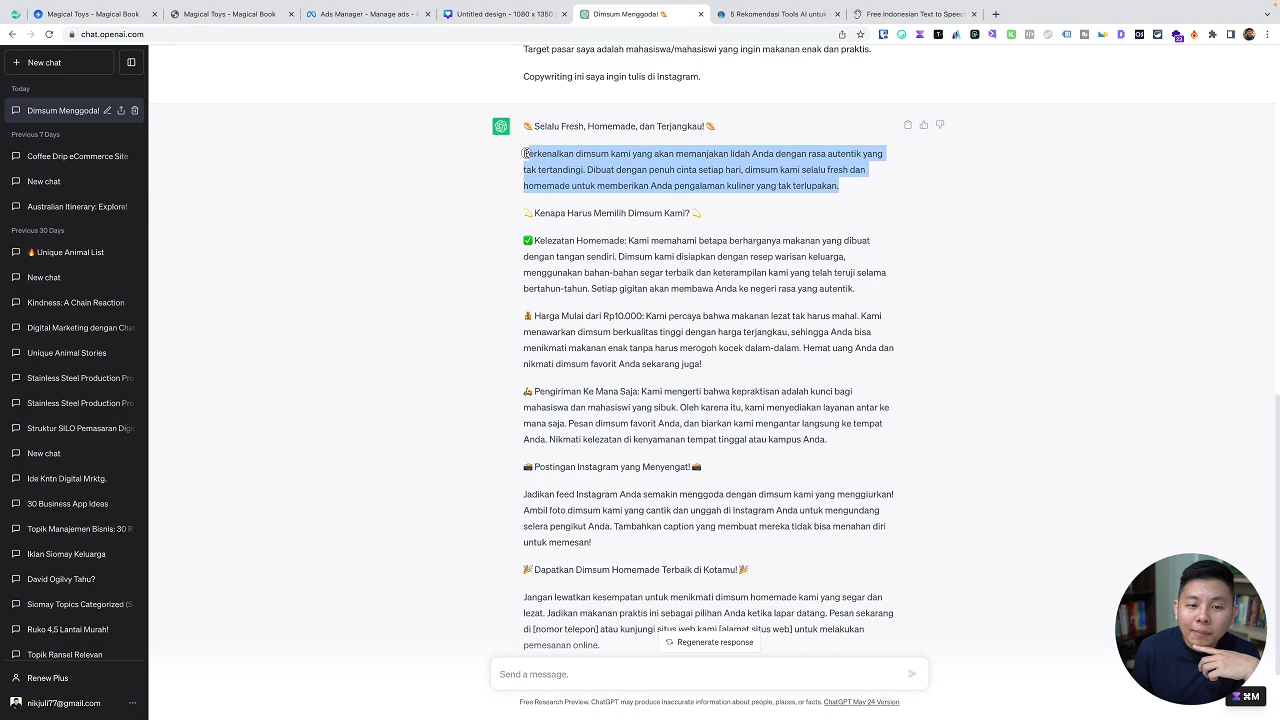 Magical Toys - Magical Book
Magical Toys - Magical Book
Ads Manager - Manage ads - C
Untitled design - 1080 x 1350
Dimsum Menggoda!
5 Rekomendasi Tools AI untuk
Free Indonesian Text to Speech
chat.openai.com
23
New chat
Today
Dimsum Menggoda!
Previous 7 Days
Coffee Drip eCommerce Site
New chat
Australian Itinerary: Explore!
Previous 30 Days
🔥 Unique Animal List
New chat
Kindness: A Chain Reaction
Digital Marketing dengan Chat
Unique Animal Stories
Stainless Steel Production Pro
Stainless Steel Production Pro
Struktur SILO Pemasaran Digit
New chat
Ide Kntn Digital Mrktg.
30 Business App Ideas
Topik Manajemen Bisnis: 30 R
Iklan Siomay Keluarga
David Ogilvy Tahu?
Siomay Topics Categorized (S
Ruko 4,5 Lantai Murah!
Topik Ransel Relevan
Renew Plus
nikjuli77@gmail.com
Target pasar saya adalah mahasiswa/mahasiswi yang ingin makanan enak dan praktis.
Copywriting ini saya ingin tulis di Instagram.
Selalu Fresh, Homemade, dan Terjangkau!
Perkenalkan dimsum kami yang akan memanjakan lidah Anda dengan rasa autentik yang
tak tertandingi. Dibuat dengan penuh cinta setiap hari, dimsum kami selalu fresh dan
homemade untuk memberikan Anda pengalaman kuliner yang tak terlupakan.
💫 Kenapa Harus Memilih Dimsum Kami? 💫
✅ Kelezatan Homemade: Kami memahami betapa berharganya makanan yang dibuat
dengan tangan sendiri. Dimsum kami disiapkan dengan resep warisan keluarga,
menggunakan bahan-bahan segar terbaik dan keterampilan kami yang telah teruji selama
bertahun-tahun. Setiap gigitan akan membawa Anda ke negeri rasa yang autentik.
💰 Harga Mulai dari Rp10.000: Kami percaya bahwa makanan lezat tak harus mahal. Kami
menawarkan dimsum berkualitas tinggi dengan harga terjangkau, sehingga Anda bisa
menikmati makanan enak tanpa harus merogoh kocek dalam-dalam. Hemat uang Anda dan
nikmati dimsum favorit Anda sekarang juga!
🛵 Pengiriman Ke Mana Saja: Kami mengerti bahwa kepraktisan adalah kunci bagi
mahasiswa dan mahasiswi yang sibuk. Oleh karena itu, kami menyediakan layanan antar ke
mana saja. Pesan dimsum favorit Anda, dan biarkan kami mengantar langsung ke tempat
Anda. Nikmati kelezatan di kenyamanan tempat tinggal atau kampus Anda.
📸 Postingan Instagram yang Menyengat! 📸
Jadikan feed Instagram Anda semakin menggoda dengan dimsum kami yang menggiurkan!
Ambil foto dimsum kami yang cantik dan unggah di Instagram Anda untuk mengundang
selera pengikut Anda. Tambahkan caption yang membuat mereka tidak bisa menahan diri
untuk memesan!
🎉 Dapatkan Dimsum Homemade Terbaik di Kotamu! 🎉
Jangan lewatkan kesempatan untuk menikmati dimsum homemade kami yang segar dan
lezat. Jadikan makanan praktis ini sebagai pilihan Anda ketika lapar datang. Pesan sekarang
di [nomor telepon] atau kunjungi situs web kami [alamat situs web] untuk melakukan
pemesanan online.
Regenerate response
Send a message.
Free Research Preview. ChatGPT may produce inaccurate information about people, places, or facts. ChatGPT May 24 Version
⌘M